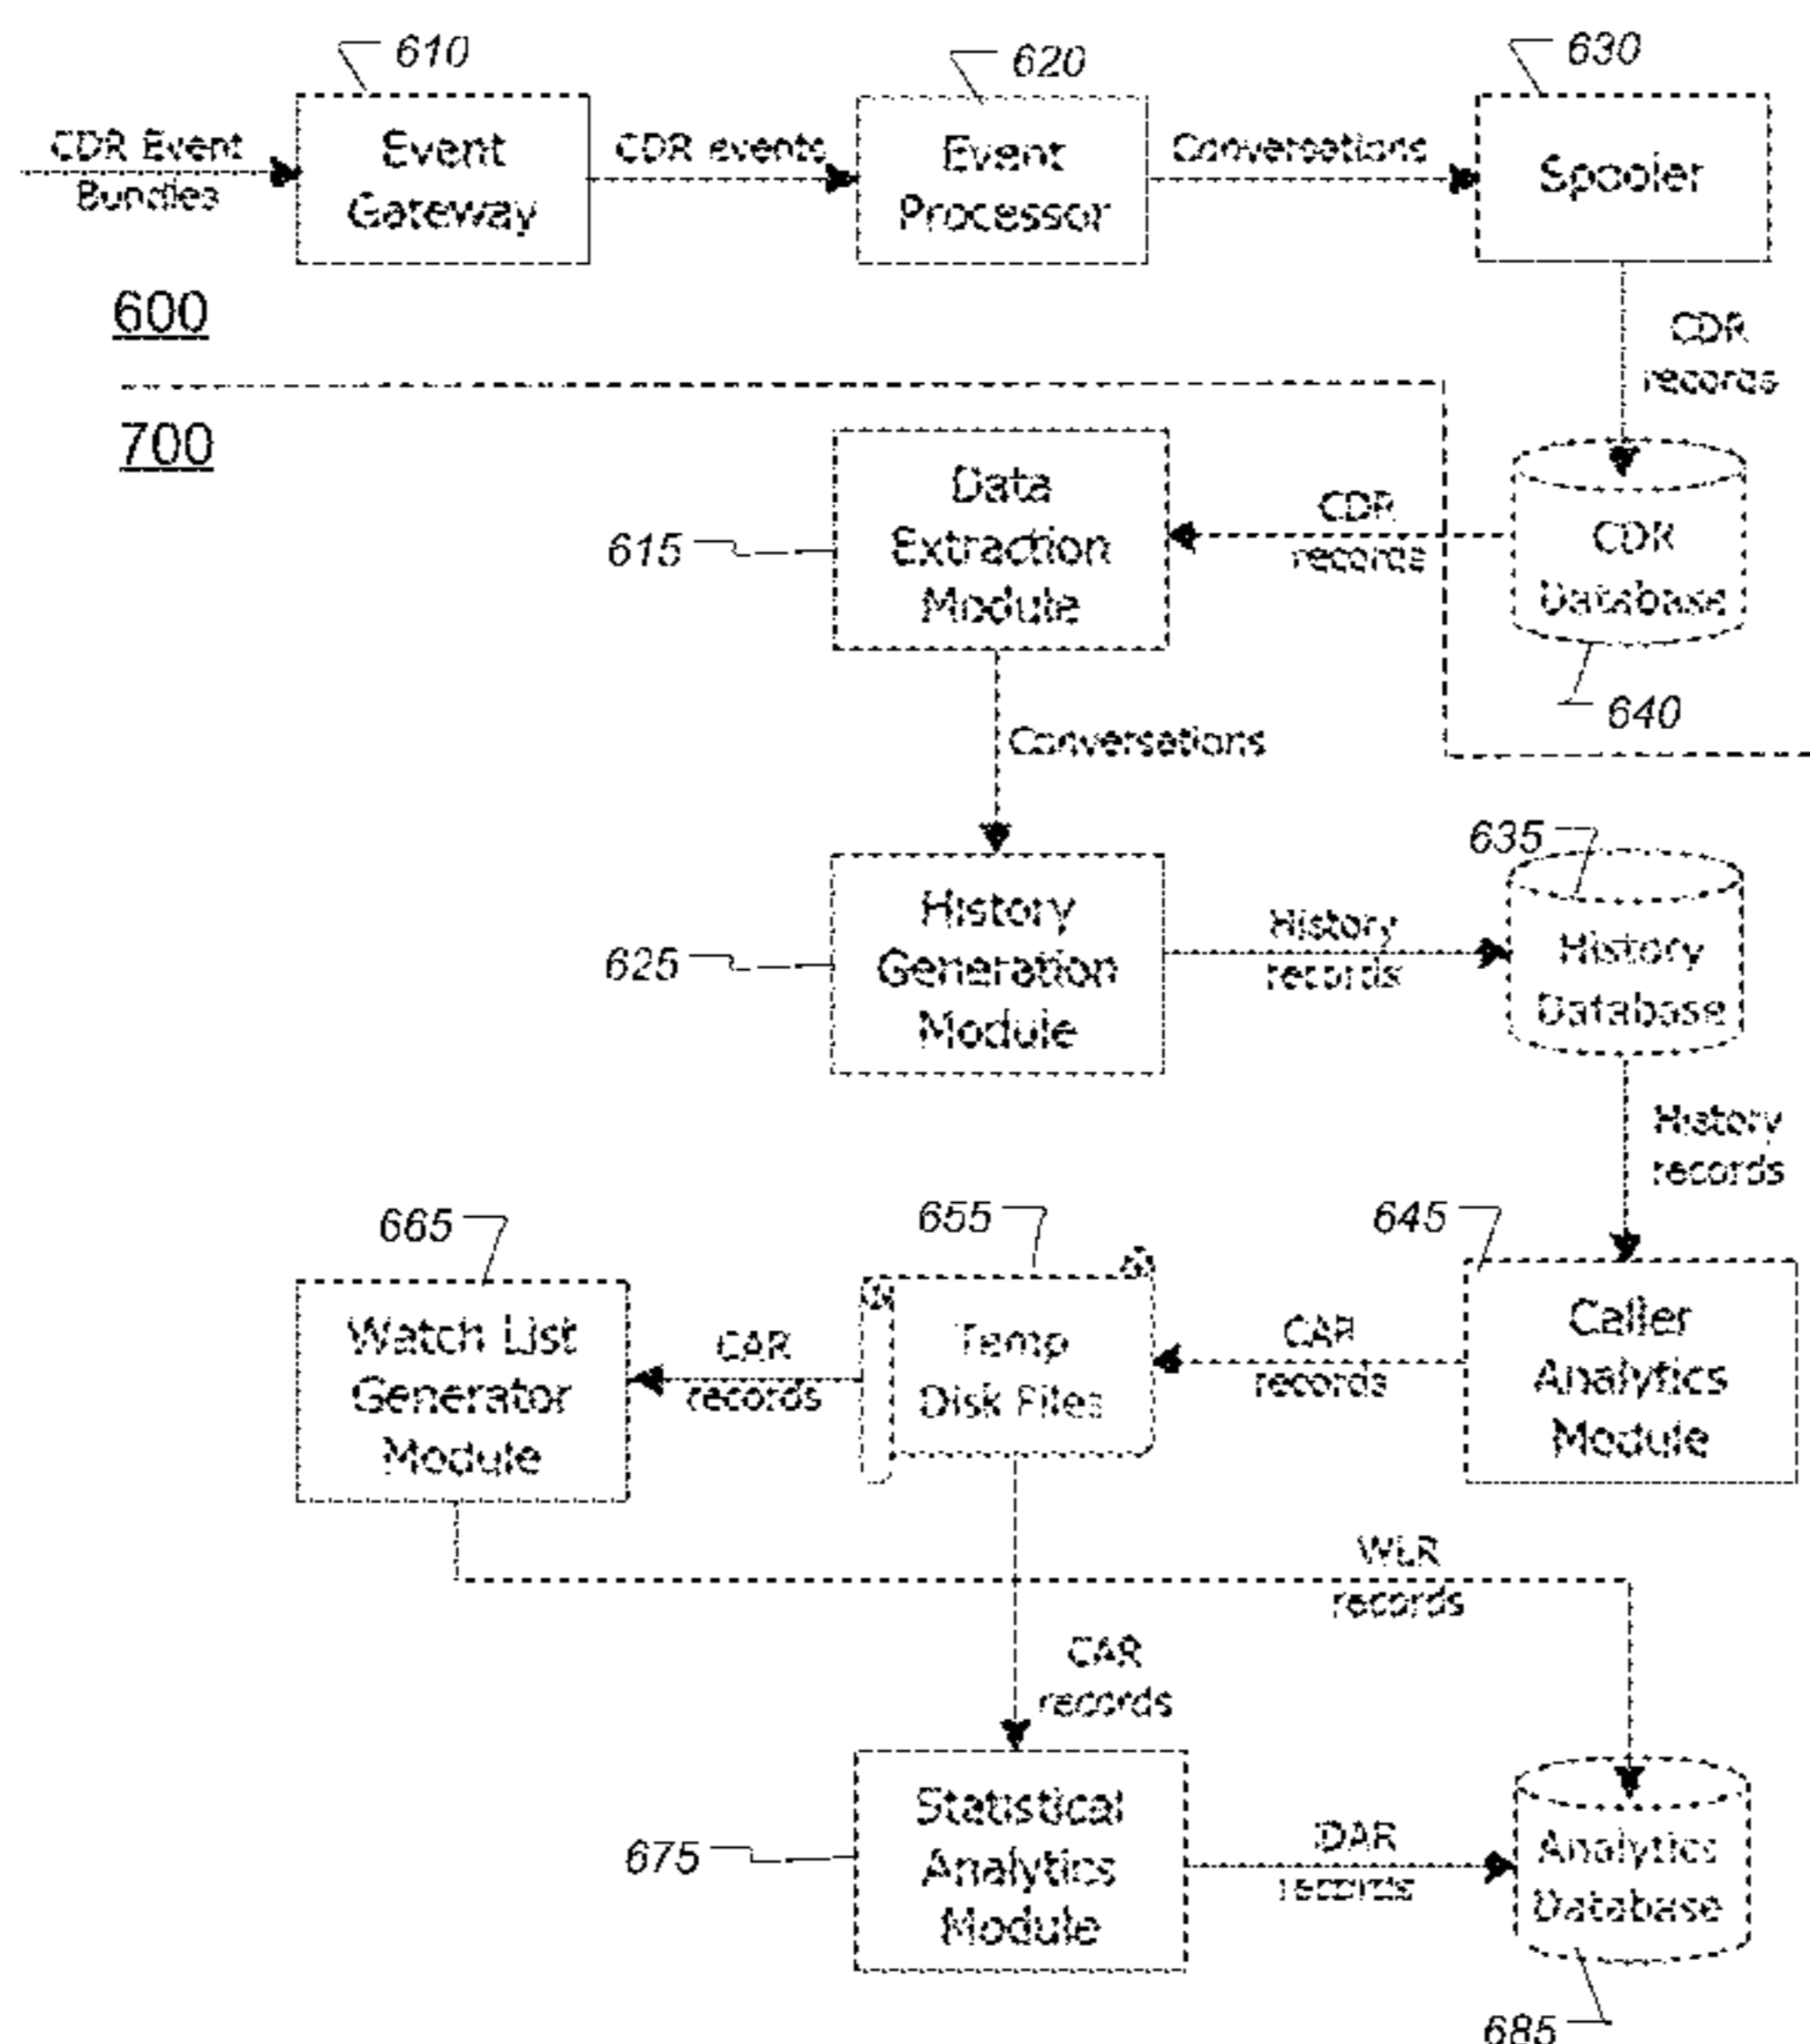 610
620
630
CDR Event
Bundles
Event
Gateway
CDR events
Event
Processor
Conversations
Spooler
600
CDR
records
700
Data
Extraction
Module
615
CDR
records
CDR
Database
640
Conversations
635
History
Generation
Module
625
History
records
History
Database
History
records
665
655
645
Watch List
Generator
Module
CAR
records
Temp
Disk Files
CAR
records
Caller
Analytics
Module
WLR
records
CAR
records
Statistical
Analytics
Module
675
DAR
records
Analytics
Database
685